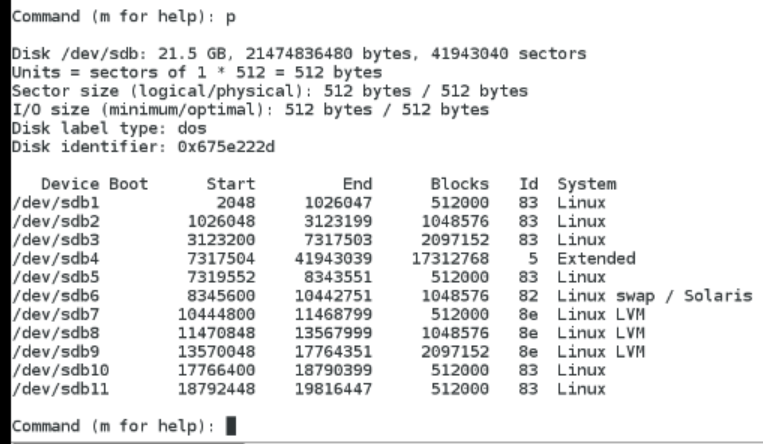 Command (m for help): p
Disk /dev/sdb: 21.5 GB, 21474836480 bytes, 41943040 sectors
Units = sectors of 1 * 512 = 512 bytes
Sector size (logical/physical): 512 bytes / 512 bytes
I/O size (minimum/optimal): 512 bytes / 512 bytes
Disk label type: dos
Disk identifier: 0x675e222d
Device Boot Start End Blocks Id System
/dev/sdb1 2048 1026047 512000 83 Linux
/dev/sdb2 1026048 3123199 1048576 83 Linux
/dev/sdb3 3123200 7317503 2097152 83 Linux
/dev/sdb4 7317504 41943039 17312768 5 Extended
/dev/sdb5 7319552 8343551 512000 83 Linux
/dev/sdb6 8345600 10442751 1048576 82 Linux swap / Solaris
/dev/sdb7 10444800 11468799 512000 8e Linux LVM
/dev/sdb8 11470848 13567999 1048576 8e Linux LVM
/dev/sdb9 13570048 17764351 2097152 8e Linux LVM
/dev/sdb10 17766400 18790399 512000 83 Linux
/dev/sdb11 18792448 19816447 512000 83 Linux
Command (m for help):